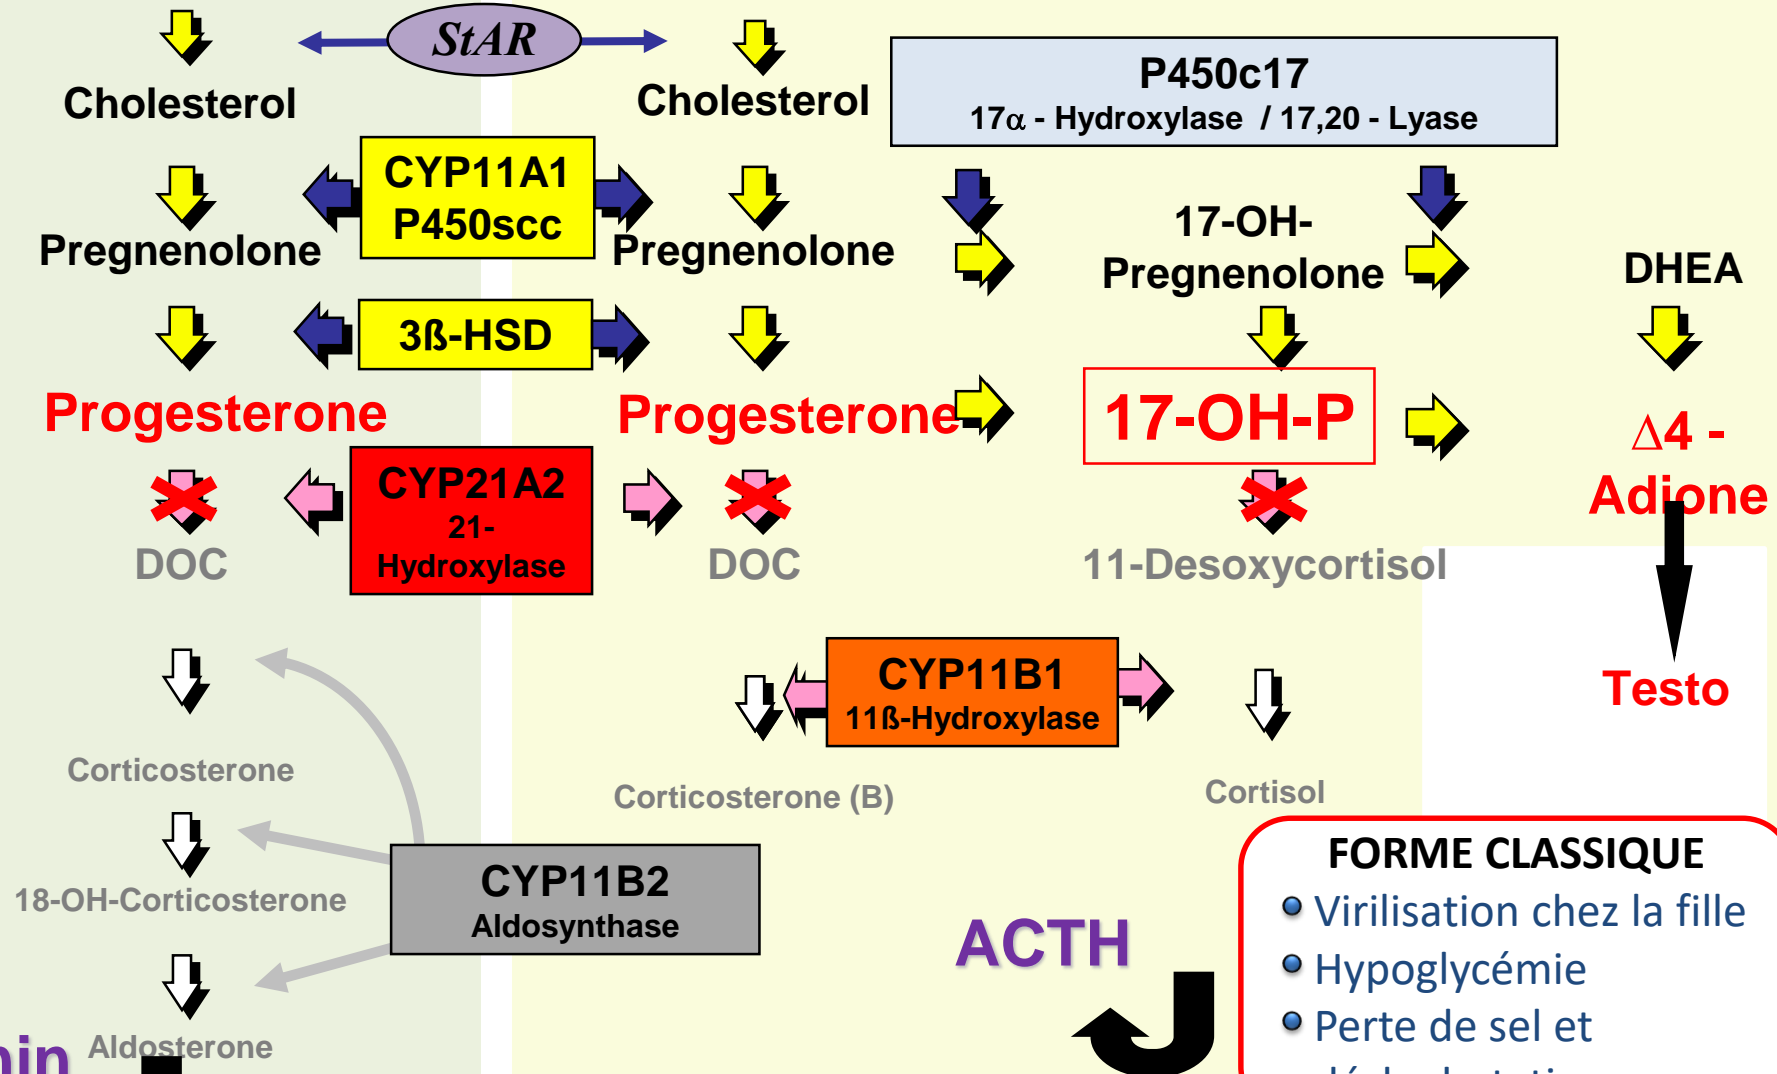 StAR
Cholesterol
Cholesterol
P450c17
17α - Hydroxylase / 17,20 - Lyase
CYP11A1
P450scc
Pregnenolone
Pregnenolone
17-OH-
Pregnenolone
DHEA
3ß-HSD
Progesterone
Progesterone
17-OH-P
Δ4 -
Adione
CYP21A2
21-
Hydroxylase
DOC
DOC
11-Desoxycortisol
CYP11B1
11ß-Hydroxylase
Testo
Corticosterone
Corticosterone (B)
Cortisol
18-OH-Corticosterone
CYP11B2
Aldosynthase
ACTH
Aldosterone
FORME CLASSIQUE
Virilisation chez la fille
Hypoglycémie
Perte de sel et